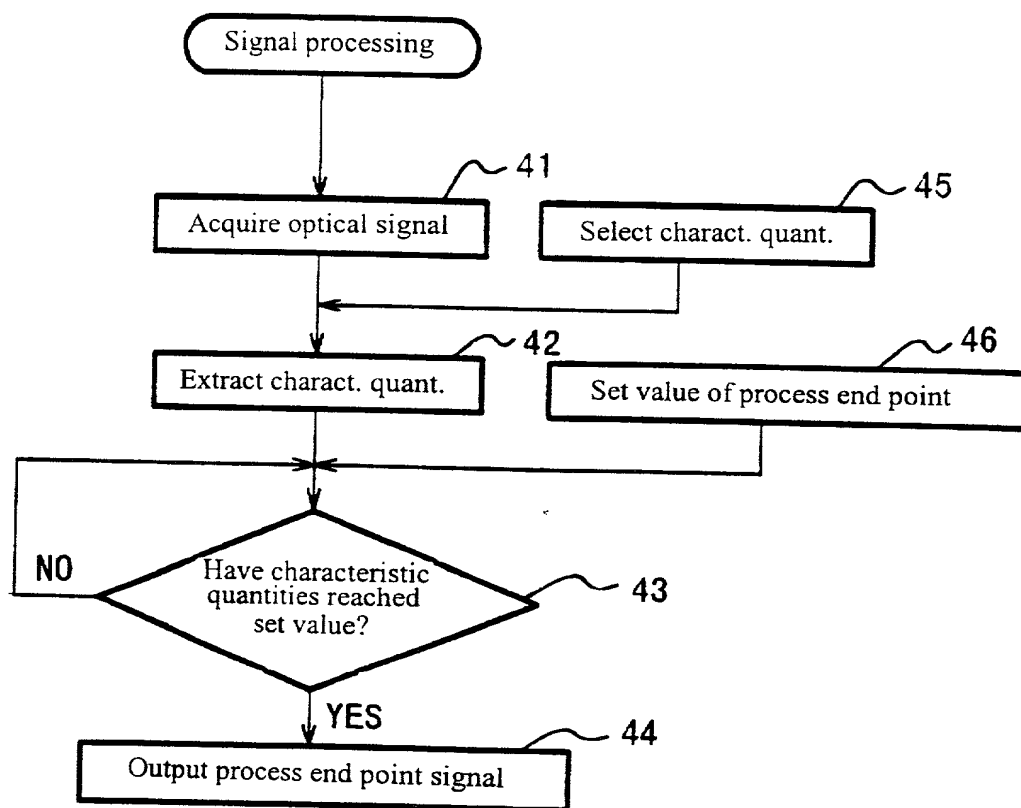 Signal processing
41
Acquire optical signal
45
Select charact. quant.
42
Extract charact. quant.
46
Set value of process end point
NO
Have characteristic
quantities reached
set value?
43
YES
44
Output process end point signal